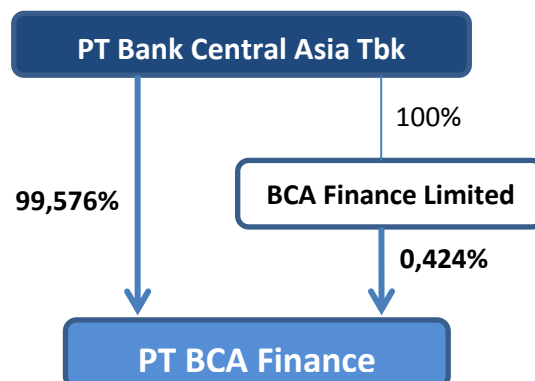 PT Bank Central Asia Tbk
100%
BCA Finance Limited
99,576%
0,424%
PT BCA Finance